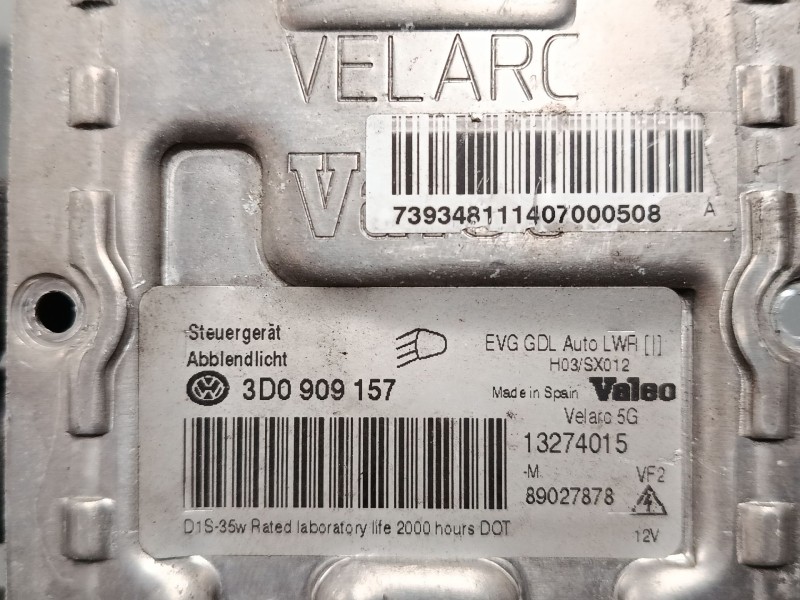 VELARC
739348111407000508 A
Steuergerät
Abblendlicht
3D0 909 157
EVG GDL Auto LWR [|]
H03/SX012
Made in Spain Valeo
Velarc 5G
13274015
-M. VF2
89027878
12V
D1S-35w Rated laboratory life 2000 hours DOT